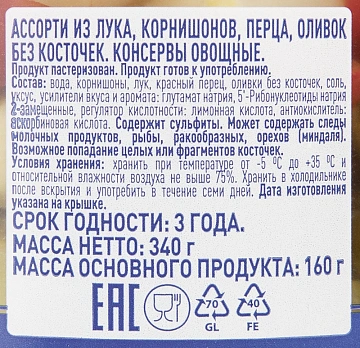 АССОРТИ ИЗ ЛУКА, КОРНИШОНОВ, ПЕРЦА, ОЛИВОК
БЕЗ КОСТОЧЕК. КОНСЕРВЫ ОВОЩНЫЕ.
Продукт пастеризован. Продукт готов к употреблению.
Состав: вода, корнишоны, лук, красный перец, оливки без косточек, соль,
уксус, усилители вкуса и аромата: глутамат натрия, 5'-Рибонуклеотиды натрия
2-замещенные, регулятор кислотности: лимонная кислота, антиокислитель:
аскорбиновая кислота. Содержит сульфиты. Может содержать следы
молочных продуктов, рыбы, ракообразных, орехов (миндаля).
Возможное попадание целых или фрагментов косточек.
Условия хранения: хранить при температуре от -5 °C до +35 °C и
относительной влажности воздуха не выше 75%. Хранить в холодильнике
после вскрытия и употребить в течение семи дней. Дата изготовления
указана на крышке.
СРОК ГОДНОСТИ: 3 ГОДА.
МАССА НЕТТО: 340 г
МАССА ОСНОВНОГО ПРОДУКТА: 160 г
EAC 70 40
GL FE